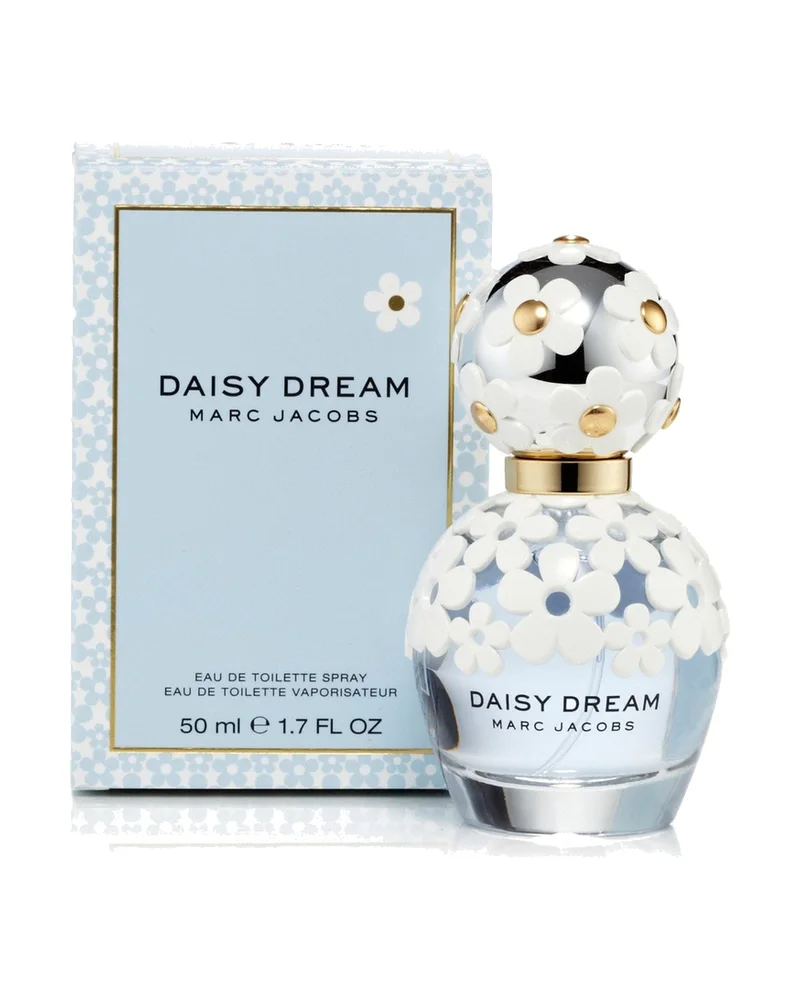 DAISY DREAM
MARC JACOBS
EAU DE TOILETTE SPRAY
EAU DE TOILETTE VAPORISATEUR
50 ml ℮ 1.7 FL OZ
DAISY DREAM
MARC JACOBS